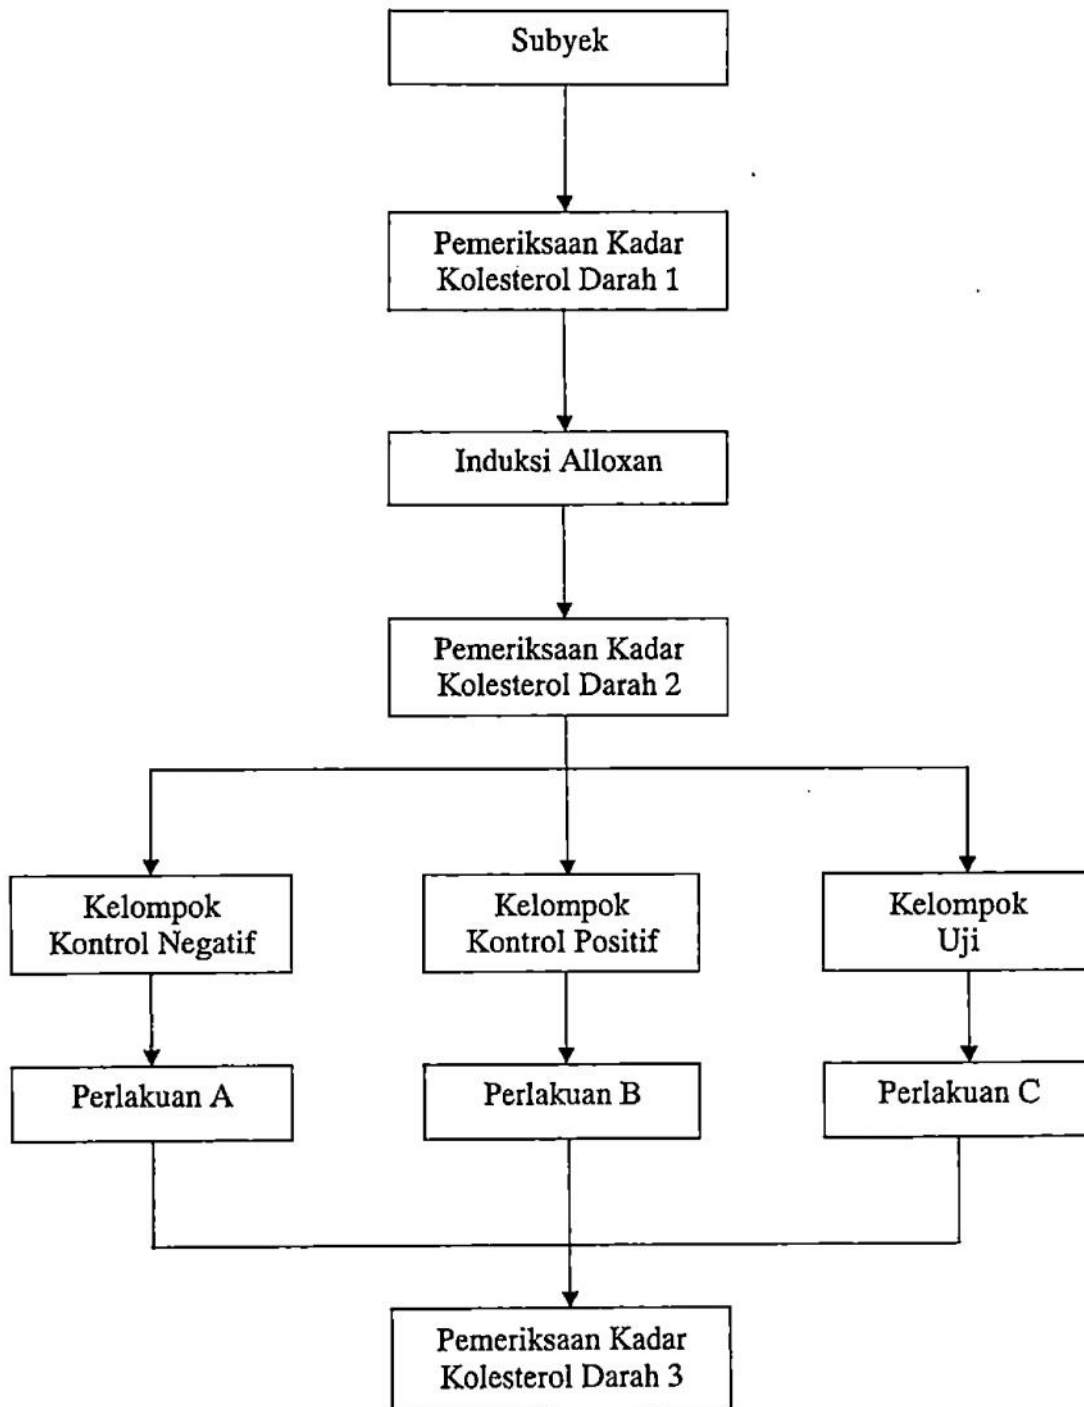 Subyek
Pemeriksaan Kadar
Kolesterol Darah 1
Induksi Alloxan
Pemeriksaan Kadar
Kolesterol Darah 2
Kelompok
Kontrol Negatif
Kelompok
Kontrol Positif
Kelompok
Uji
Perlakuan A
Perlakuan B
Perlakuan C
Pemeriksaan Kadar
Kolesterol Darah 3